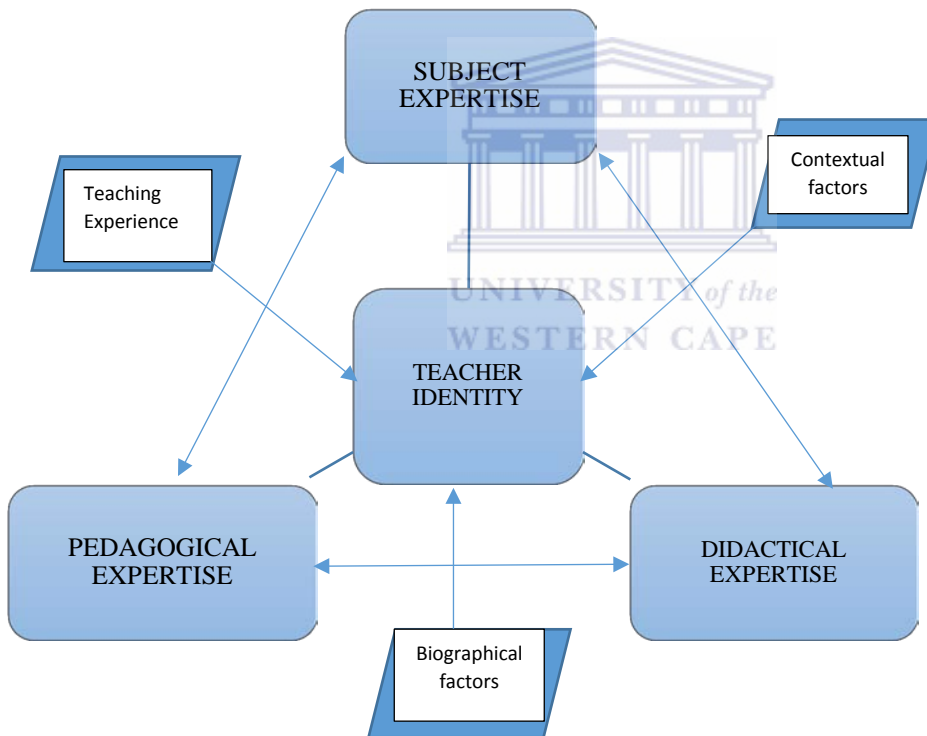 SUBJECT
EXPERTISE
Teaching
Experience
Contextual
factors
UNIVERSITY of the
WESTERN CAPE
TEACHER
IDENTITY
PEDAGOGICAL
EXPERTISE
DIDACTICAL
EXPERTISE
Biographical
factors